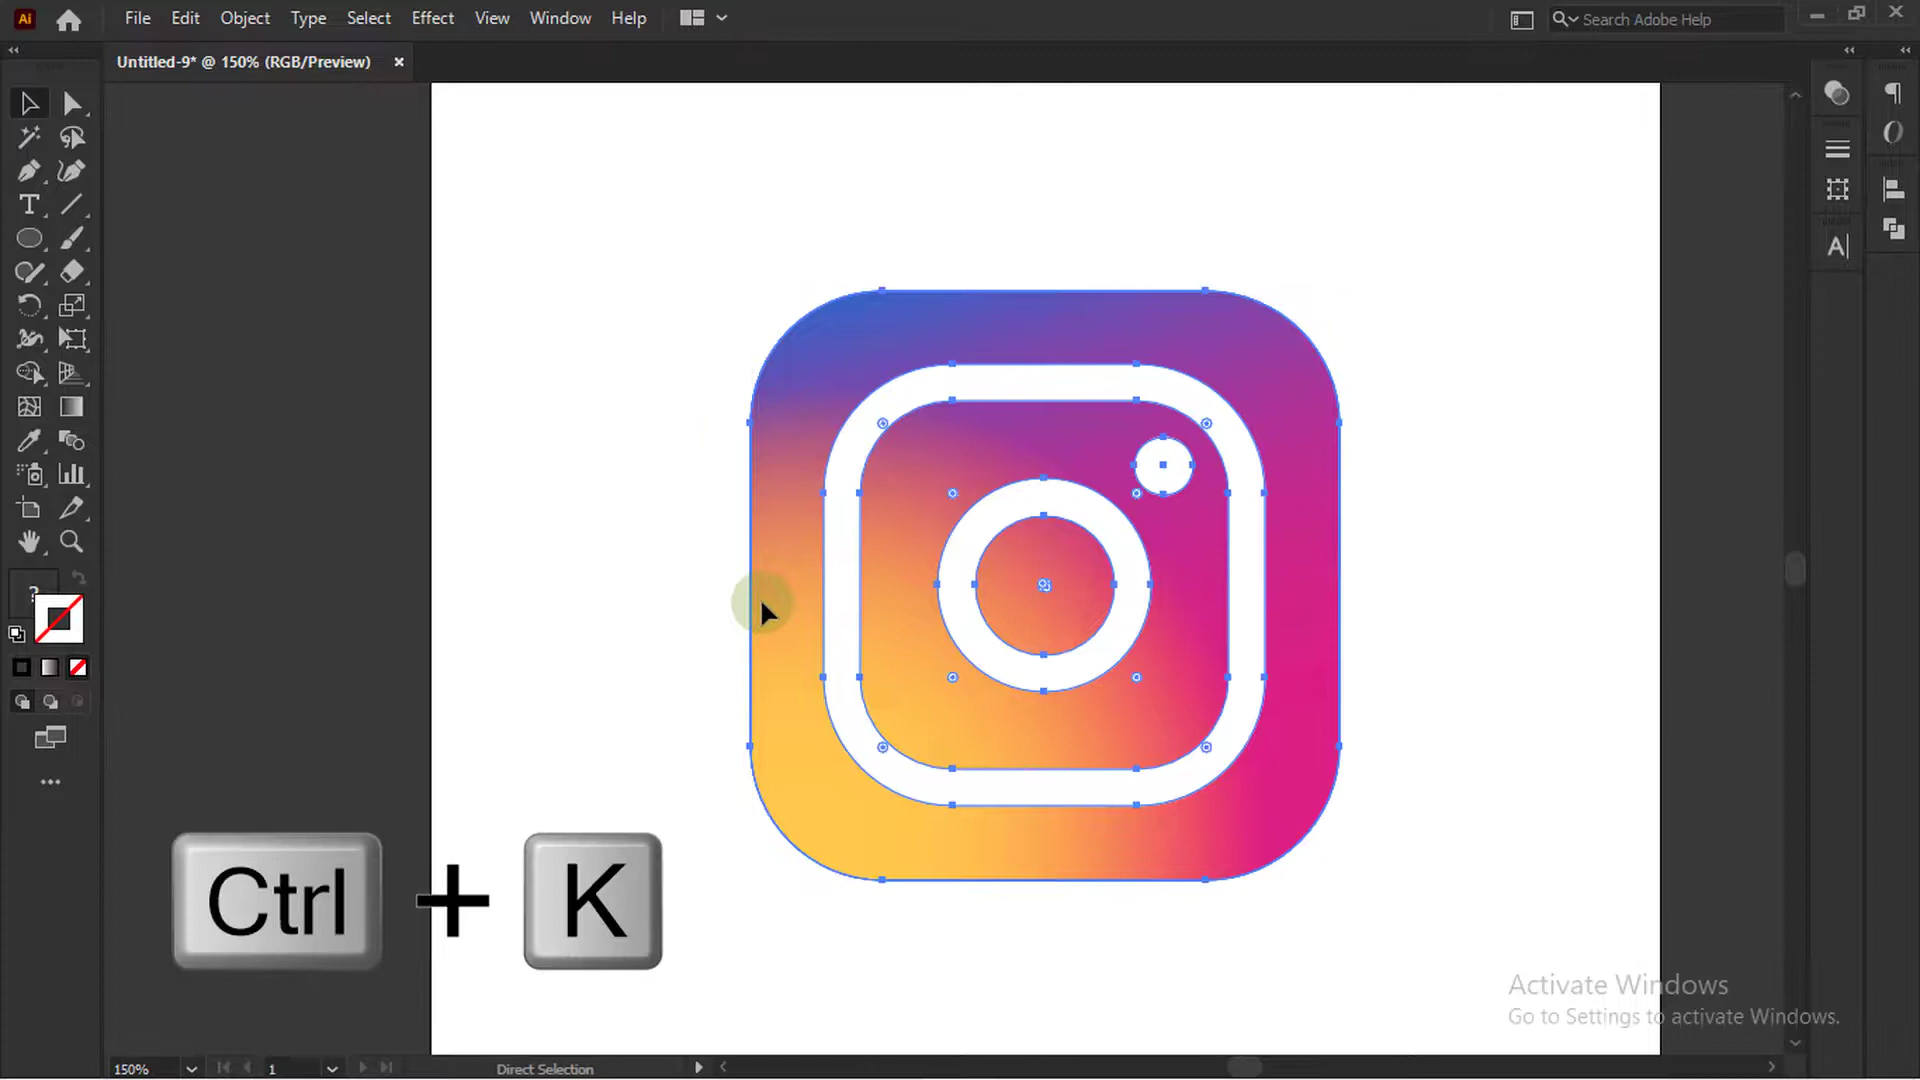 Ai File Edit Object Type Select Effect View Window Help Search Adobe Help
Untitled-9* @ 150% (RGB/Preview)
?
Ctrl + K
Activate Windows
Go to Settings to activate Windows.
150% 1 Direct Selection